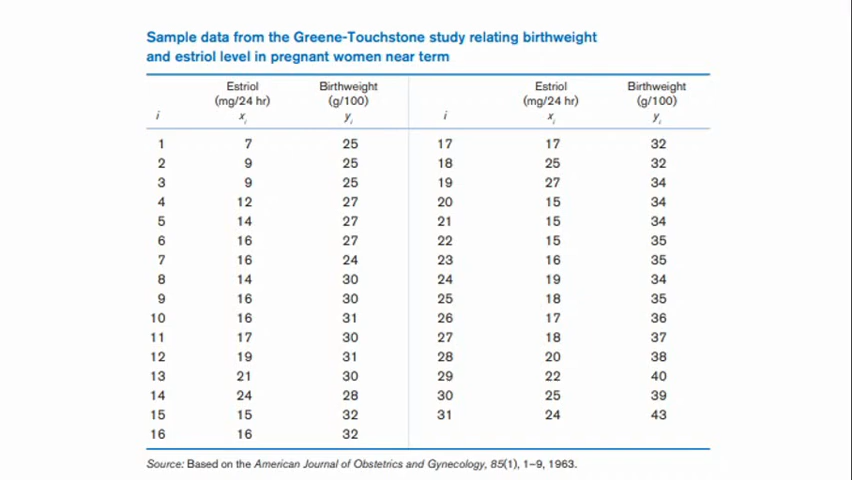 Sample data from the Greene-Touchstone study relating birthweight
and estriol level in pregnant women near term
Estriol Birthweight Estriol Birthweight
(mg/24 hr) (g/100) (mg/24 hr) (g/100)
i xi yi i xi yi
1 7 25 17 17 32
2 9 25 18 25 32
3 9 25 19 27 34
4 12 27 20 15 34
5 14 27 21 15 34
6 16 27 22 15 35
7 16 24 23 16 35
8 14 30 24 19 34
9 16 30 25 18 35
10 16 31 26 17 36
11 17 30 27 18 37
12 19 31 28 20 38
13 21 30 29 22 40
14 24 28 30 25 39
15 15 32 31 24 43
16 16 32
Source: Based on the American Journal of Obstetrics and Gynecology, 85(1), 1–9, 1963.